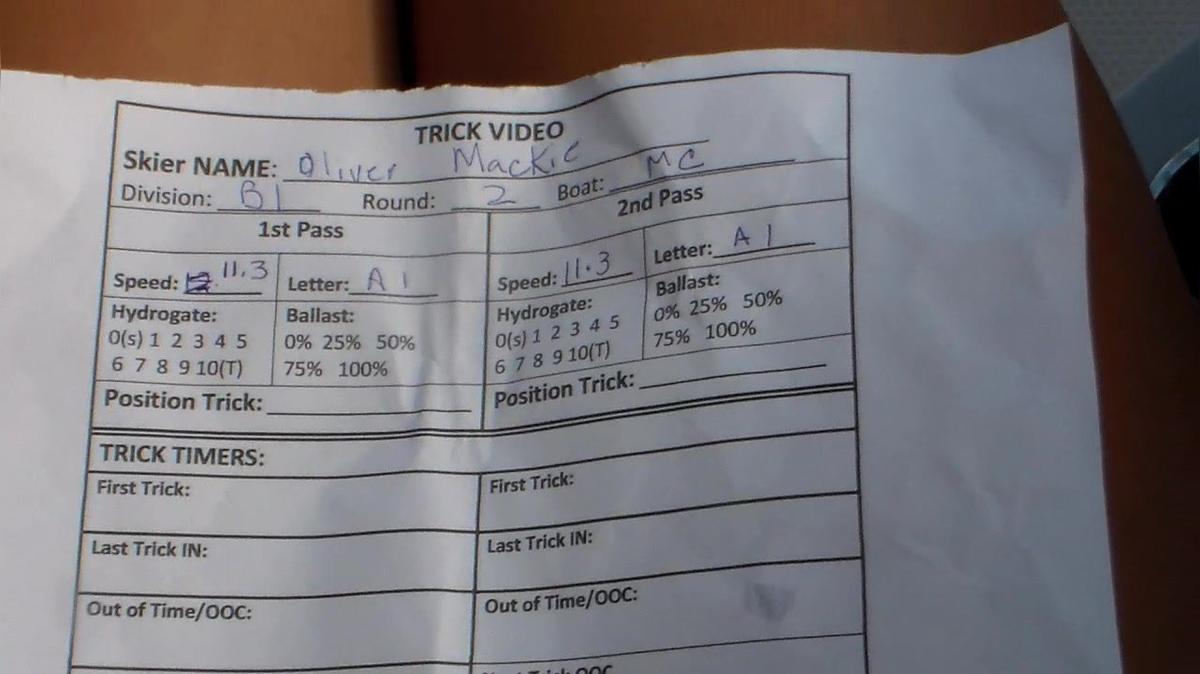 TRICK VIDEO
Skier NAME: Oliver Mackie
Division: B1 Round: 2 Boat: MC
1st Pass 2nd Pass
Speed: 11.3 Letter: A 1 Speed: 11.3 Letter: A 1
Hydrogate: Ballast: Hydrogate: Ballast:
0(s) 1 2 3 4 5 0% 25% 50% 0(s) 1 2 3 4 5 0% 25% 50%
6 7 8 9 10(T) 75% 100% 6 7 8 9 10(T) 75% 100%
Position Trick: Position Trick:
TRICK TIMERS:
First Trick: First Trick:
Last Trick IN: Last Trick IN:
Out of Time/OOC: Out of Time/OOC: